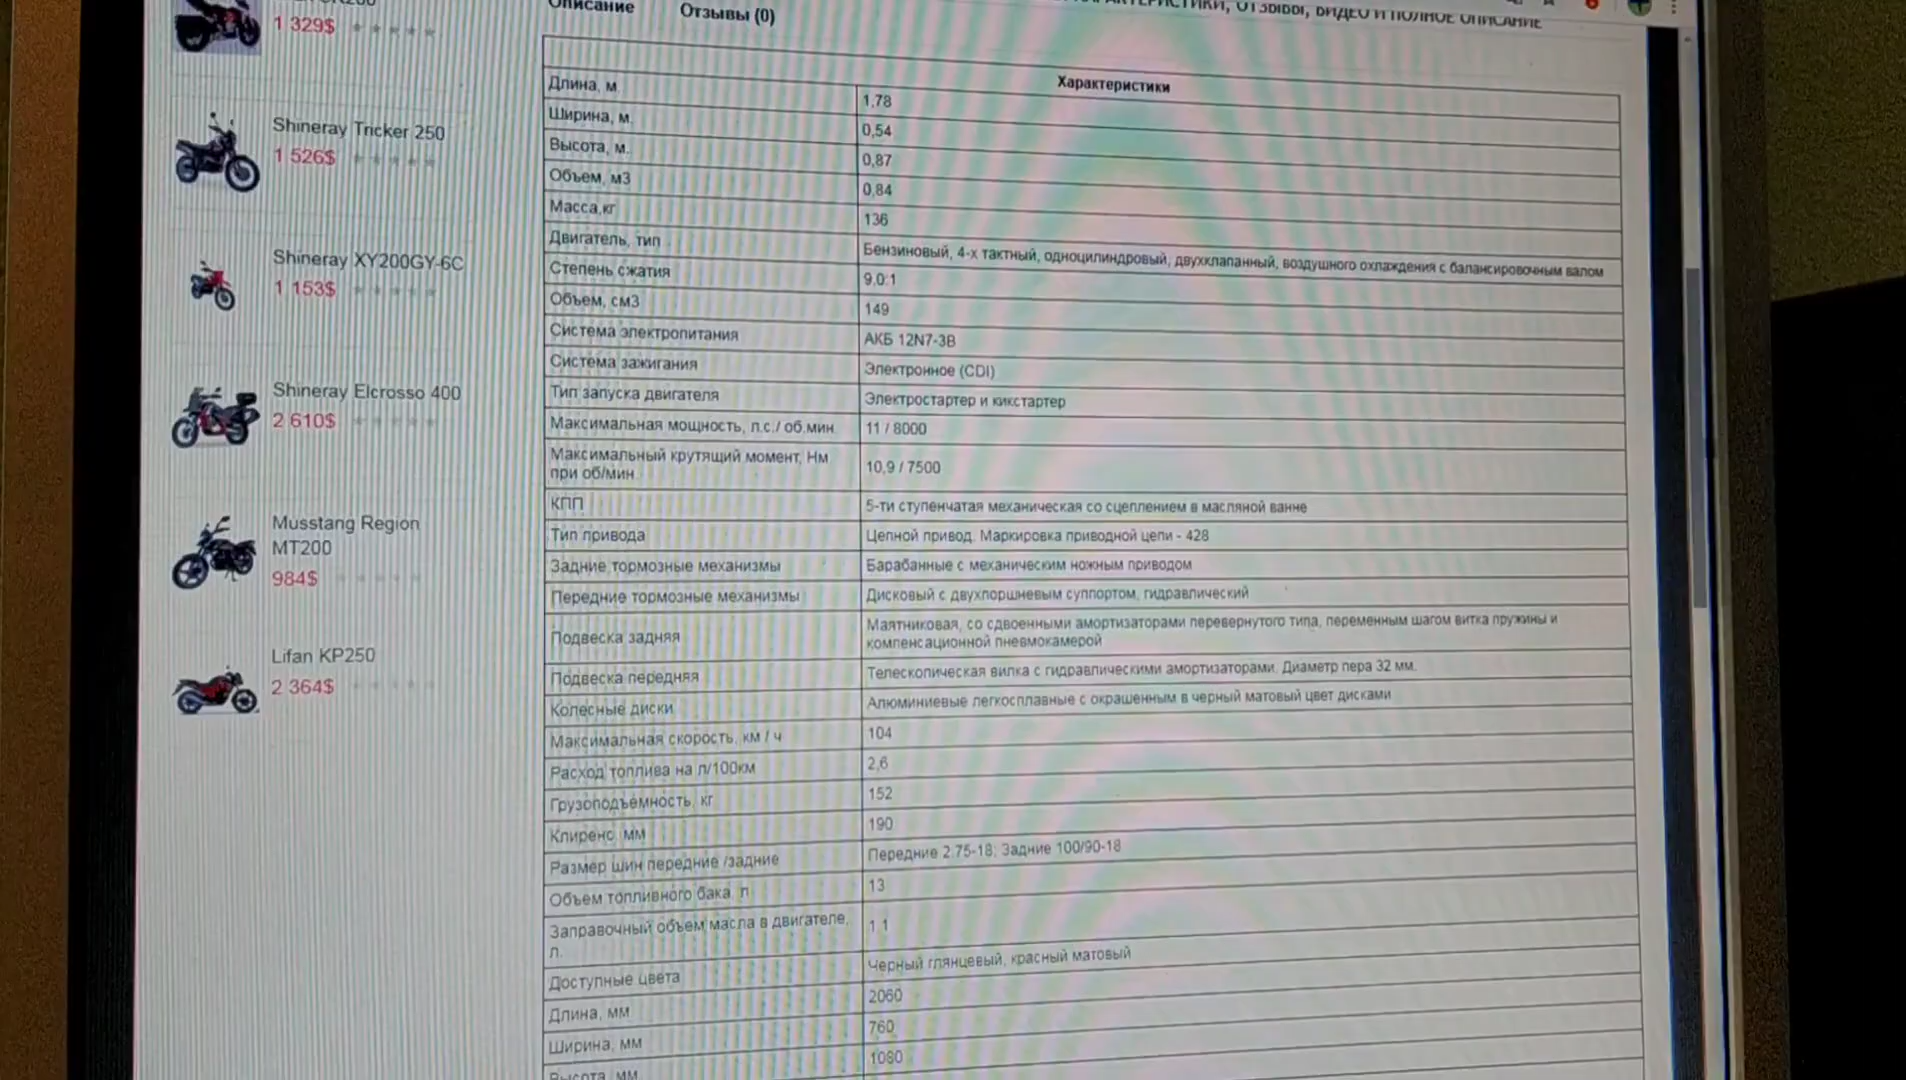 1 329$
Shineray Tricker 250
1 526$
Shineray XY200GY-6C
1 153$
Shineray Elcrosso 400
2 610$
Musstang Region
MT200
984$
Lifan KP250
2 364$
Описание Отзывы (0)
ОТЗЫВЫ, ВИДЕО И ПОЛНОЕ ОПИСАНИЕ
Характеристики
Длина, м. 1,78
Ширина, м. 0,54
Высота, м. 0,87
Объем, м3 0,84
Масса,кг 136
Двигатель, тип Бензиновый, 4-х тактный, одноцилиндровый, двухклапанный, воздушного охлаждения с балансировочным валом
Степень сжатия 9.0:1
Объем, см3 149
Система электропитания АКБ 12N7-3B
Система зажигания Электронное (CDI)
Тип запуска двигателя Электростартер и кикстартер
Максимальная мощность, л.с./ об.мин. 11 / 8000
Максимальный крутящий момент, Нм
при об/мин. 10,9 / 7500
КПП 5-ти ступенчатая механическая со сцеплением в масляной ванне
Тип привода Цепной привод. Маркировка приводной цепи - 428
Задние тормозные механизмы Барабанные с механическим ножным приводом
Передние тормозные механизмы Дисковый с двухпоршневым суппортом, гидравлический
Подвеска задняя Маятниковая, со сдвоенными амортизаторами перевернутого типа, переменным шагом витка пружины и
компенсационной пневмокамерой
Подвеска передняя Телескопическая вилка с гидравлическими амортизаторами. Диаметр пера 32 мм.
Колесные диски Алюминиевые легкосплавные с окрашенным в черный матовый цвет дисками
Максимальная скорость, км / ч 104
Расход топлива на л/100км 2,6
Грузоподъёмность, кг 152
Клиренс, мм 190
Размер шин передние /задние Передние 2.75-18; Задние 100/90-18
Объем топливного бака, л 13
Заправочный объем масла в двигателе,
л. 1.1
Доступные цвета Черный глянцевый, красный матовый
Длина, мм 2060
Ширина, мм 760
Высота, мм 1080